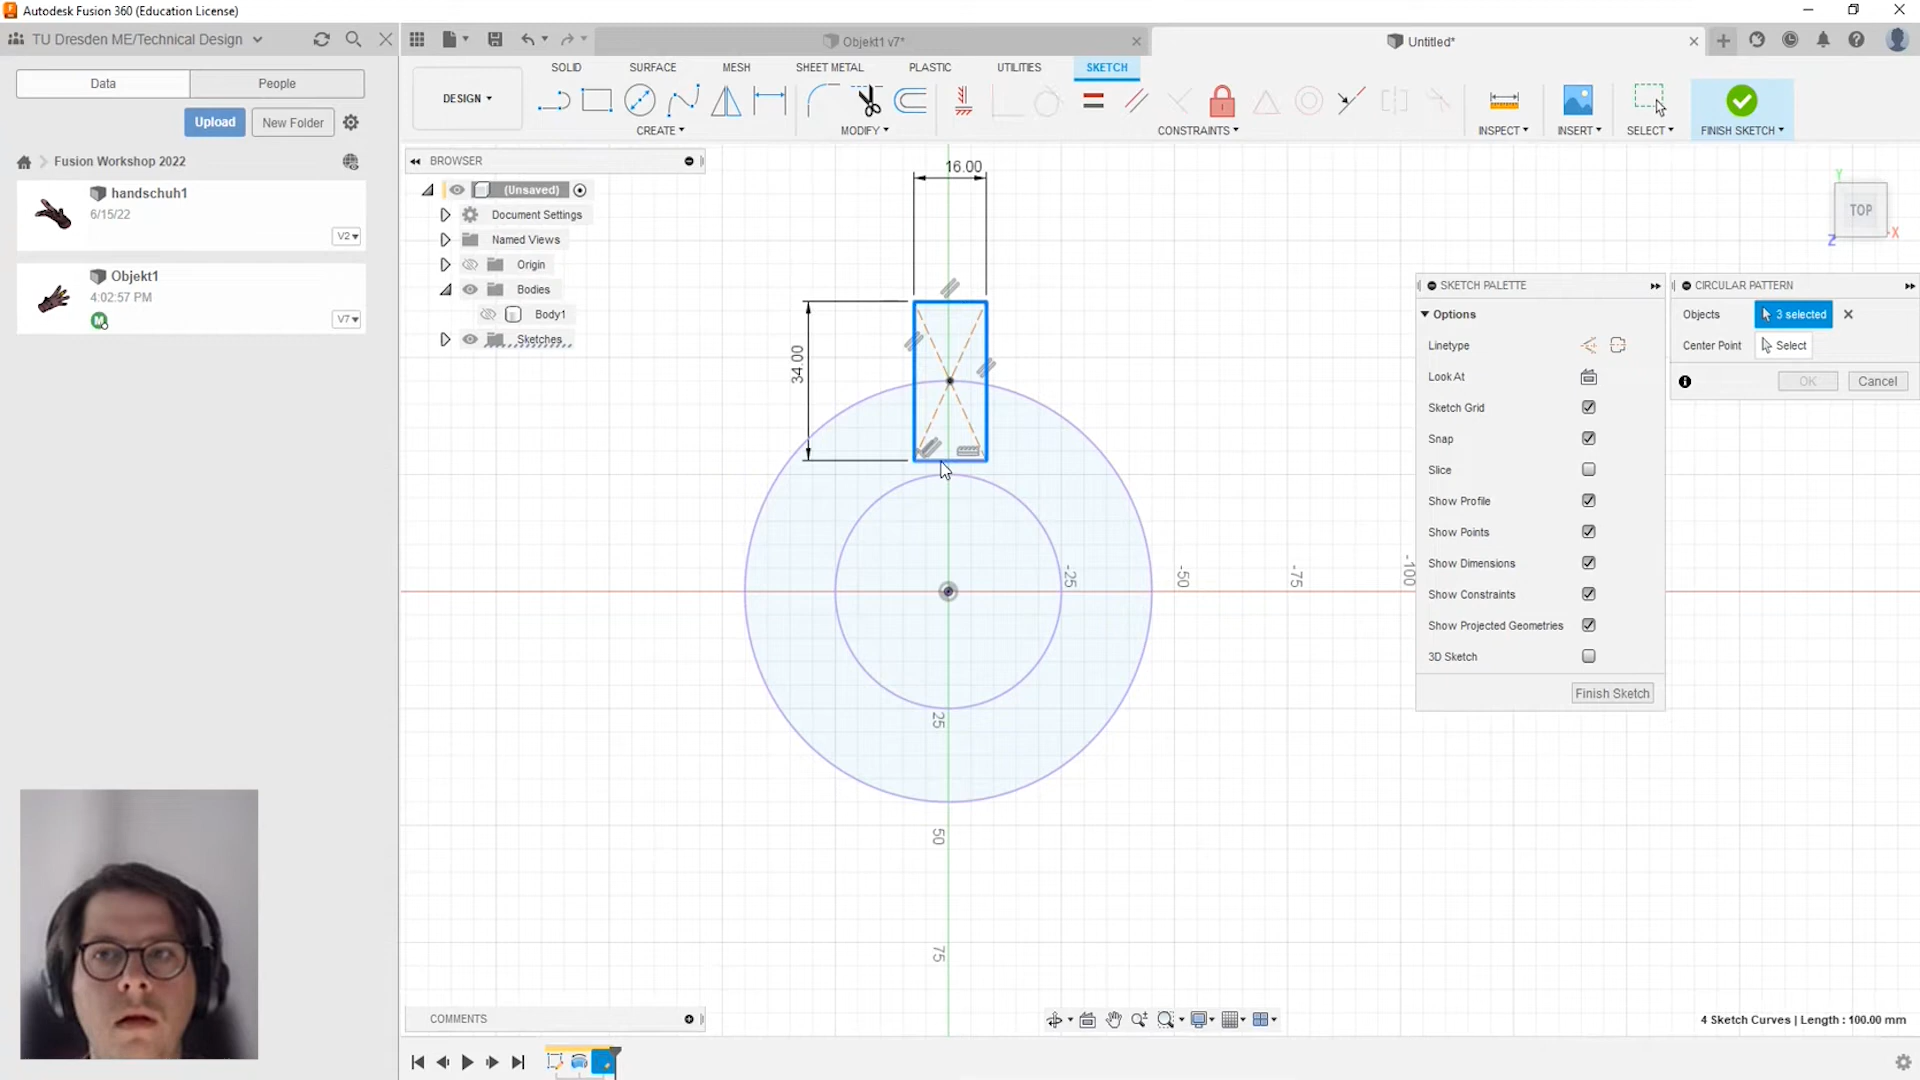 Autodesk Fusion 360 (Education License)
TU Dresden ME/Technical Design
Objekt1 v7*
Untitled*
Data
People
Upload
New Folder
Fusion Workshop 2022
handschuh1
6/15/22
V2
Objekt1
4:02:57 PM
M
V7
DESIGN
SOLID
SURFACE
MESH
SHEET METAL
PLASTIC
UTILITIES
SKETCH
CREATE
MODIFY
CONSTRAINTS
INSPECT
INSERT
SELECT
FINISH SKETCH
BROWSER
(Unsaved)
Document Settings
Named Views
Origin
Bodies
Body1
Sketches
16.00
34.00
-25
-50
-75
-100
25
50
75
Y
TOP
Z
X
SKETCH PALETTE
Options
Linetype
Look At
Sketch Grid
Snap
Slice
Show Profile
Show Points
Show Dimensions
Show Constraints
Show Projected Geometries
3D Sketch
Finish Sketch
CIRCULAR PATTERN
Objects
3 selected
Center Point
Select
OK
Cancel
COMMENTS
4 Sketch Curves | Length : 100.00 mm